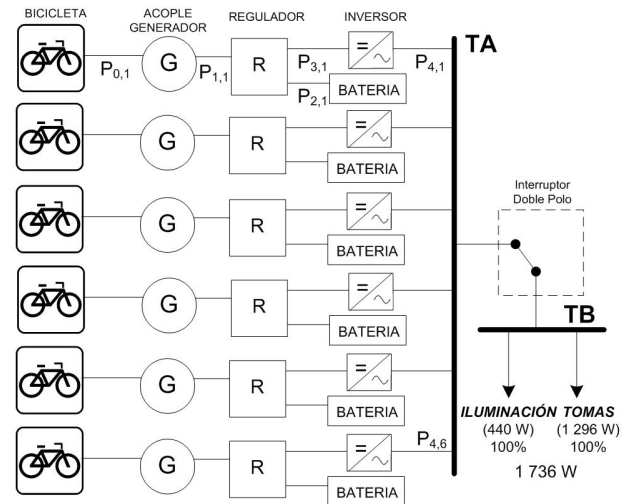 BICICLETA
ACOPLE
GENERADOR
REGULADOR
INVERSOR
TA
P0,1
G
P1,1
R
P3,1
=
P4,1
P2,1
BATERIA
G
R
=
BATERIA
G
R
=
BATERIA
G
R
=
BATERIA
G
R
=
BATERIA
G
R
=
P4,6
BATERIA
Interruptor
Doble Polo
TB
ILUMINACIÓN TOMAS
(440 W) (1 296 W)
100% 100%
1 736 W